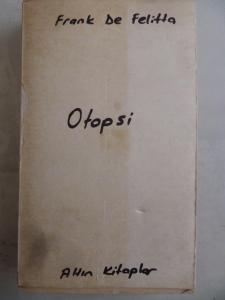 Frank De Felitta
Otopsi
Altın Kitaplar